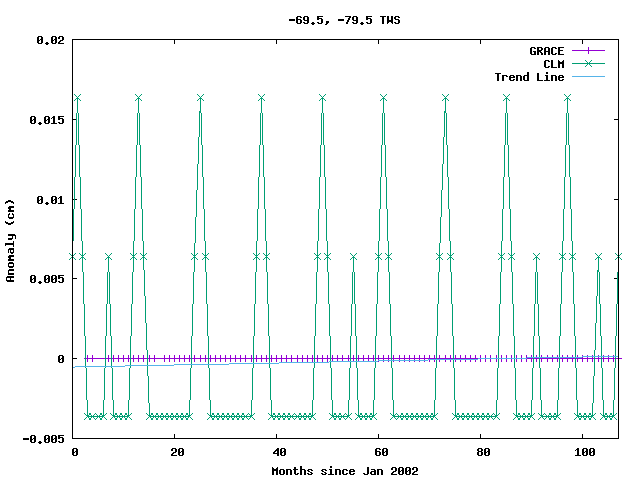 -69.5, -79.5 TWS
GRACE
CLM
Trend Line
0.02
0.015
0.01
0.005
0
-0.005
Anomaly (cm)
0 20 40 60 80 100
Months since Jan 2002